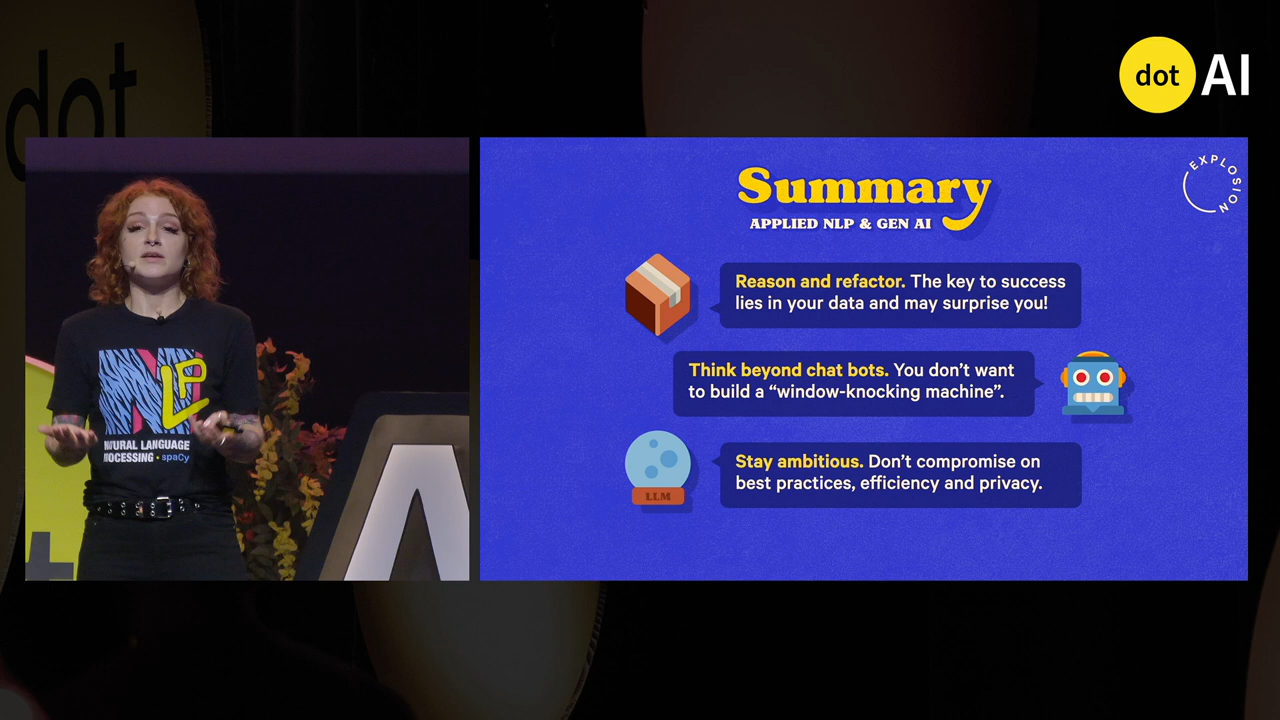 dot
dot AI
EXPLOSION
Summary
APPLIED NLP & GEN AI
Reason and refactor. The key to success
lies in your data and may surprise you!
Think beyond chat bots. You don’t want
to build a “window-knocking machine”.
Stay ambitious. Don’t compromise on
best practices, efficiency and privacy.
LLM
NLP
NATURAL LANGUAGE
PROCESSING • spaCy
A
t